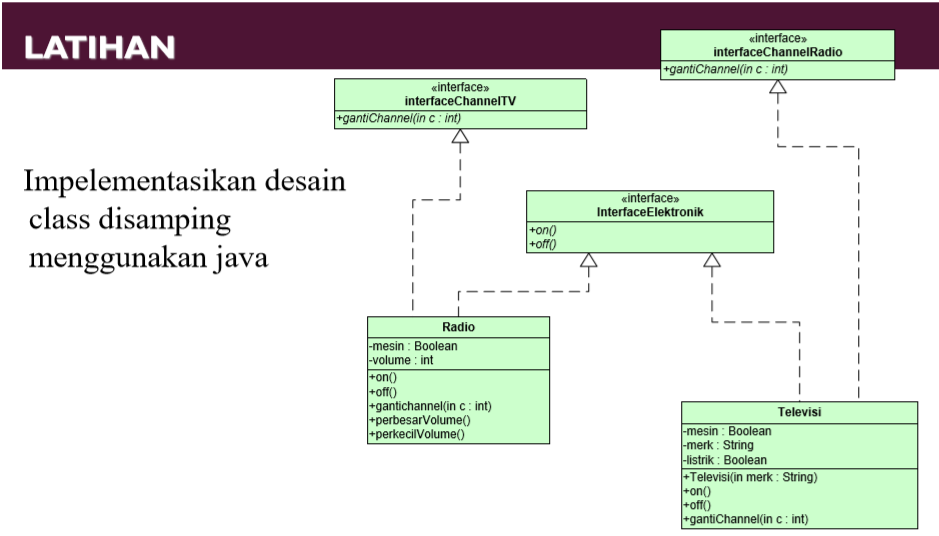 LATIHAN
«interface»
interfaceChannelRadio
+gantiChannel(in c : int)
«interface»
interfaceChannelTV
+gantiChannel(in c : int)
Impelementasikan desain
class disamping
menggunakan java
«interface»
InterfaceElektronik
+on()
+off()
Radio
-mesin : Boolean
-volume : int
+on()
+off()
+gantichannel(in c : int)
+perbesarVolume()
+perkecilVolume()
Televisi
-mesin : Boolean
-merk : String
-listrik : Boolean
+Televisi(in merk : String)
+on()
+off()
+gantiChannel(in c : int)